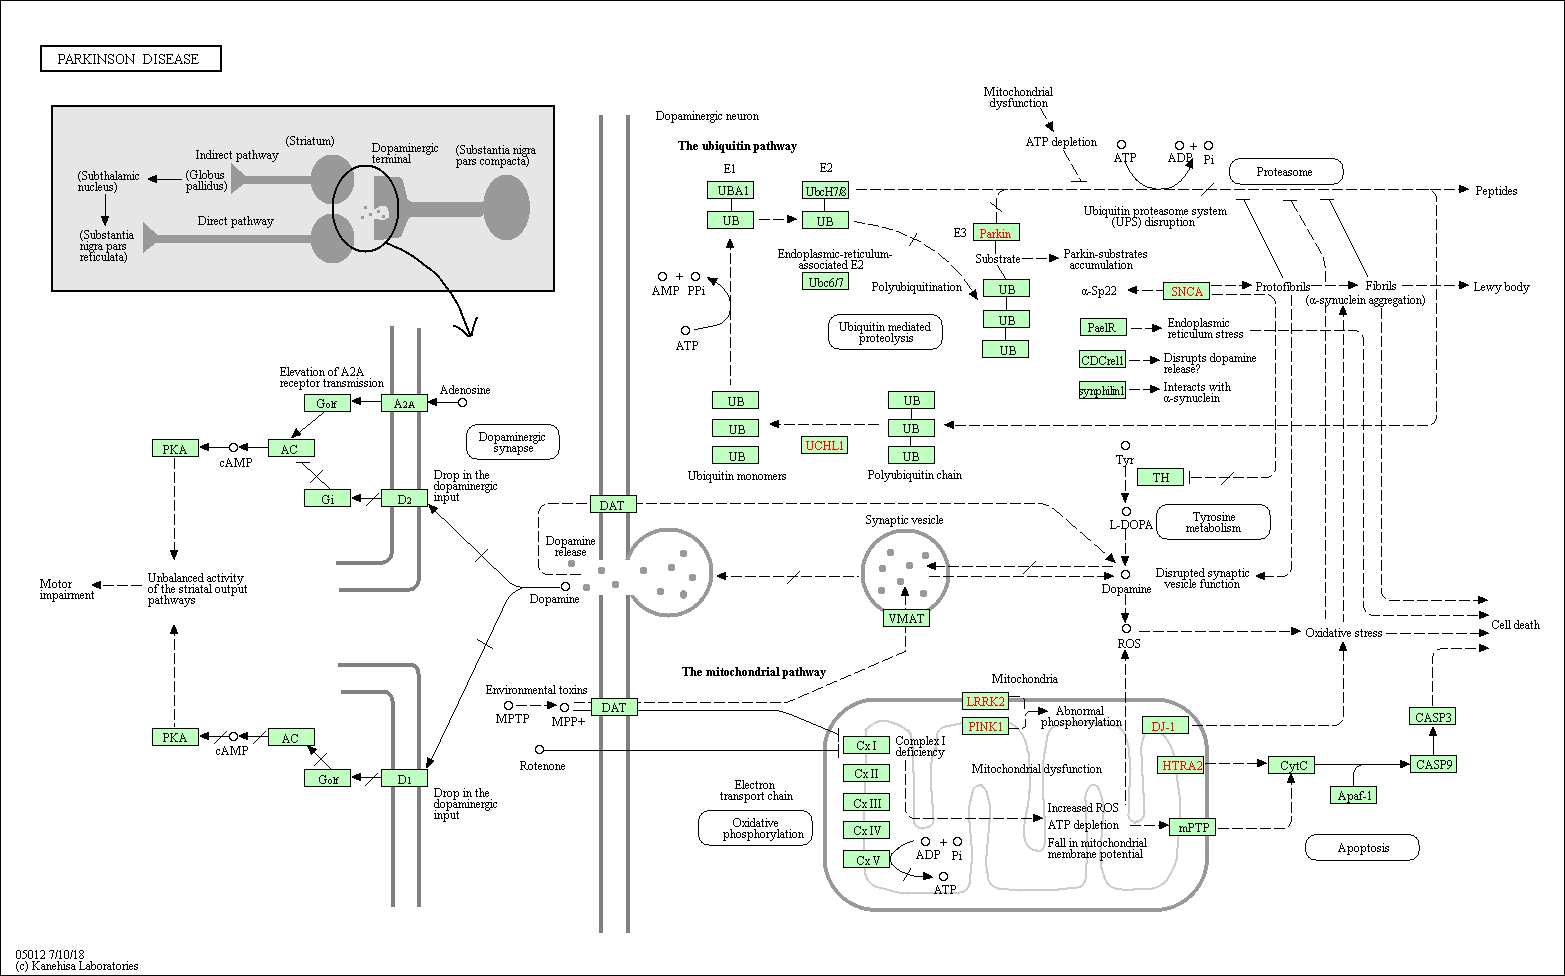 PARKINSON DISEASE
Indirect pathway
(Striatum)
Dopaminergic
terminal
(Substantia nigra
pars compacta)
(Subthalamic
nucleus)
(Globus
pallidus)
Direct pathway
(Substantia
nigra pars
reticulata)
Dopaminergic neuron
The ubiquitin pathway
Mitochondrial
dysfunction
ATP depletion
ATP
ADP + Pi
Proteasome
E1
E2
UBA1
UbcH7/8
UB
UB
Peptides
Ubiquitin proteasome system
(UPS) disruption
E3
Parkin
Substrate
Parkin-substrates
accumulation
Endoplasmic-reticulum-
associated E2
Ubc6/7
Polyubiquitination
UB
UB
UB
AMP + PPi
ATP
Ubiquitin mediated
proteolysis
α-Sp22
SNCA
Protofibrils
Fibrils
(α-synuclein aggregation)
Lewy body
PaelR
Endoplasmic
reticulum stress
CDCrel1
Disrupts dopamine
release?
synphilin1
Interacts with
α-synuclein
Elevation of A2A
receptor transmission
Golf
A2A
Adenosine
PKA
cAMP
AC
Dopaminergic
synapse
Gi
D2
Drop in the
dopaminergic
input
UB
UB
UB
Ubiquitin monomers
UCHL1
UB
UB
UB
Polyubiquitin chain
Tyr
TH
L-DOPA
Tyrosine
metabolism
DAT
Dopamine
release
Synaptic vesicle
Dopamine
Dopamine
Disrupted synaptic
vesicle function
VMAT
Motor
impairment
Unbalanced activity
of the striatal output
pathways
ROS
Oxidative stress
Cell death
The mitochondrial pathway
Environmental toxins
MPTP
MPP+
DAT
Rotenone
PKA
cAMP
AC
Golf
D1
Drop in the
dopaminergic
input
Mitochondria
LRRK2
PINK1
Abnormal
phosphorylation
DJ-1
HTRA2
CytC
CASP3
CASP9
Apaf-1
Cx I
Complex I
deficiency
Cx II
Cx III
Cx IV
Cx V
Mitochondrial dysfunction
Electron
transport chain
Oxidative
phosphorylation
Increased ROS
ATP depletion
Fall in mitochondrial
membrane potential
mPTP
ADP + Pi
ATP
Apoptosis
05012 7/10/18
(c) Kanehisa Laboratories